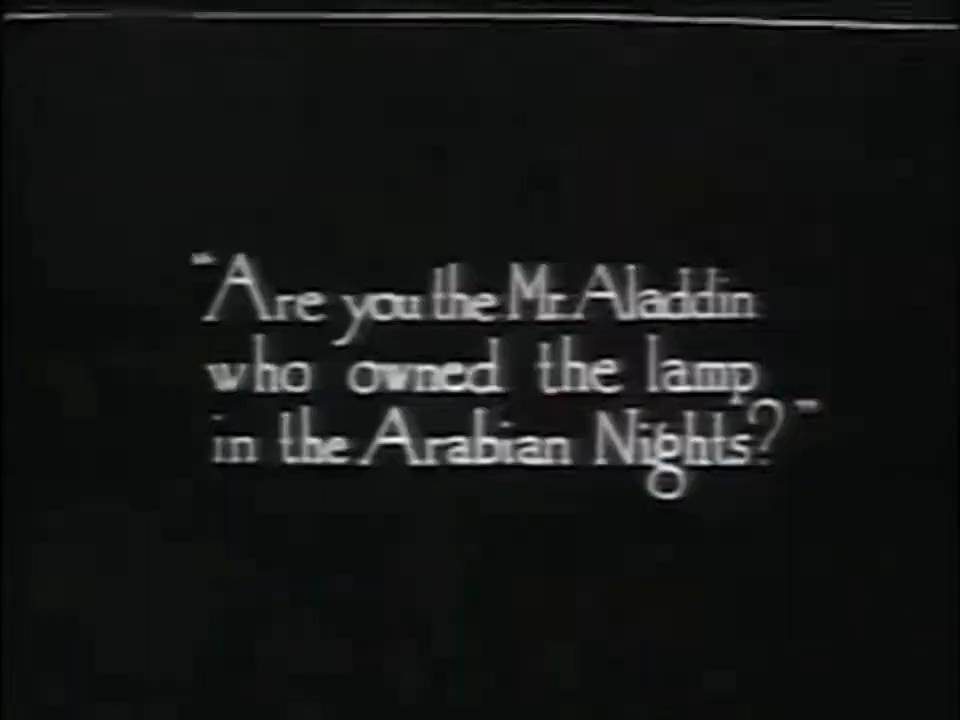 "Are you the Mr. Aladdin
who owned the lamp
in the Arabian Nights?"